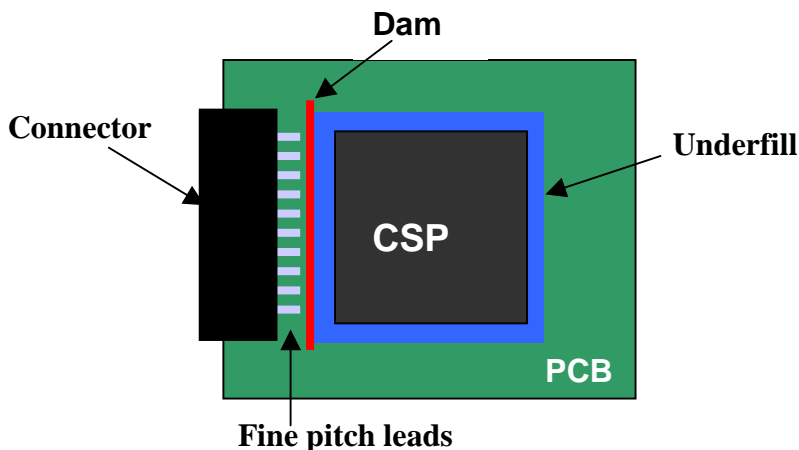 Dam
Connector
Underfill
CSP
PCB
Fine pitch leads